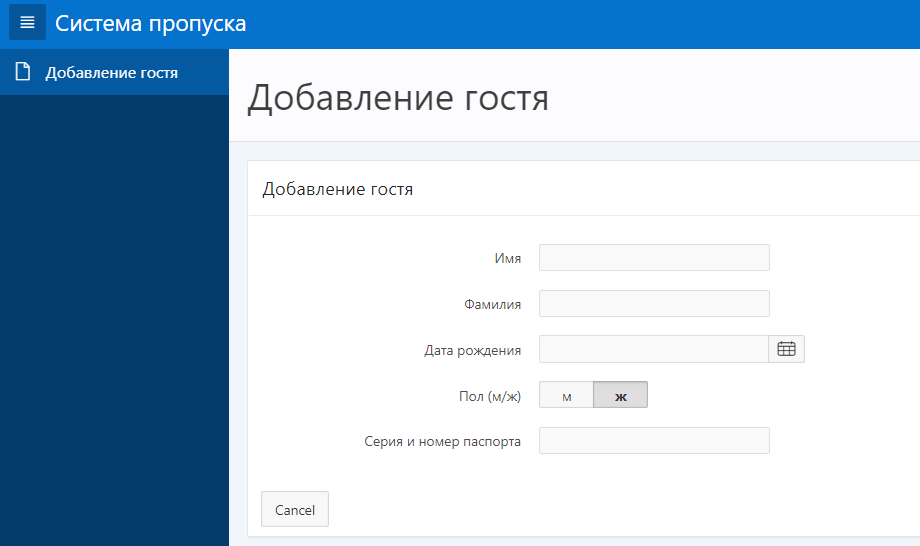 Система пропуска
Добавление гостя
Добавление гостя
Добавление гостя
Имя
Фамилия
Дата рождения
Пол (м/ж) м ж
Серия и номер паспорта
Cancel